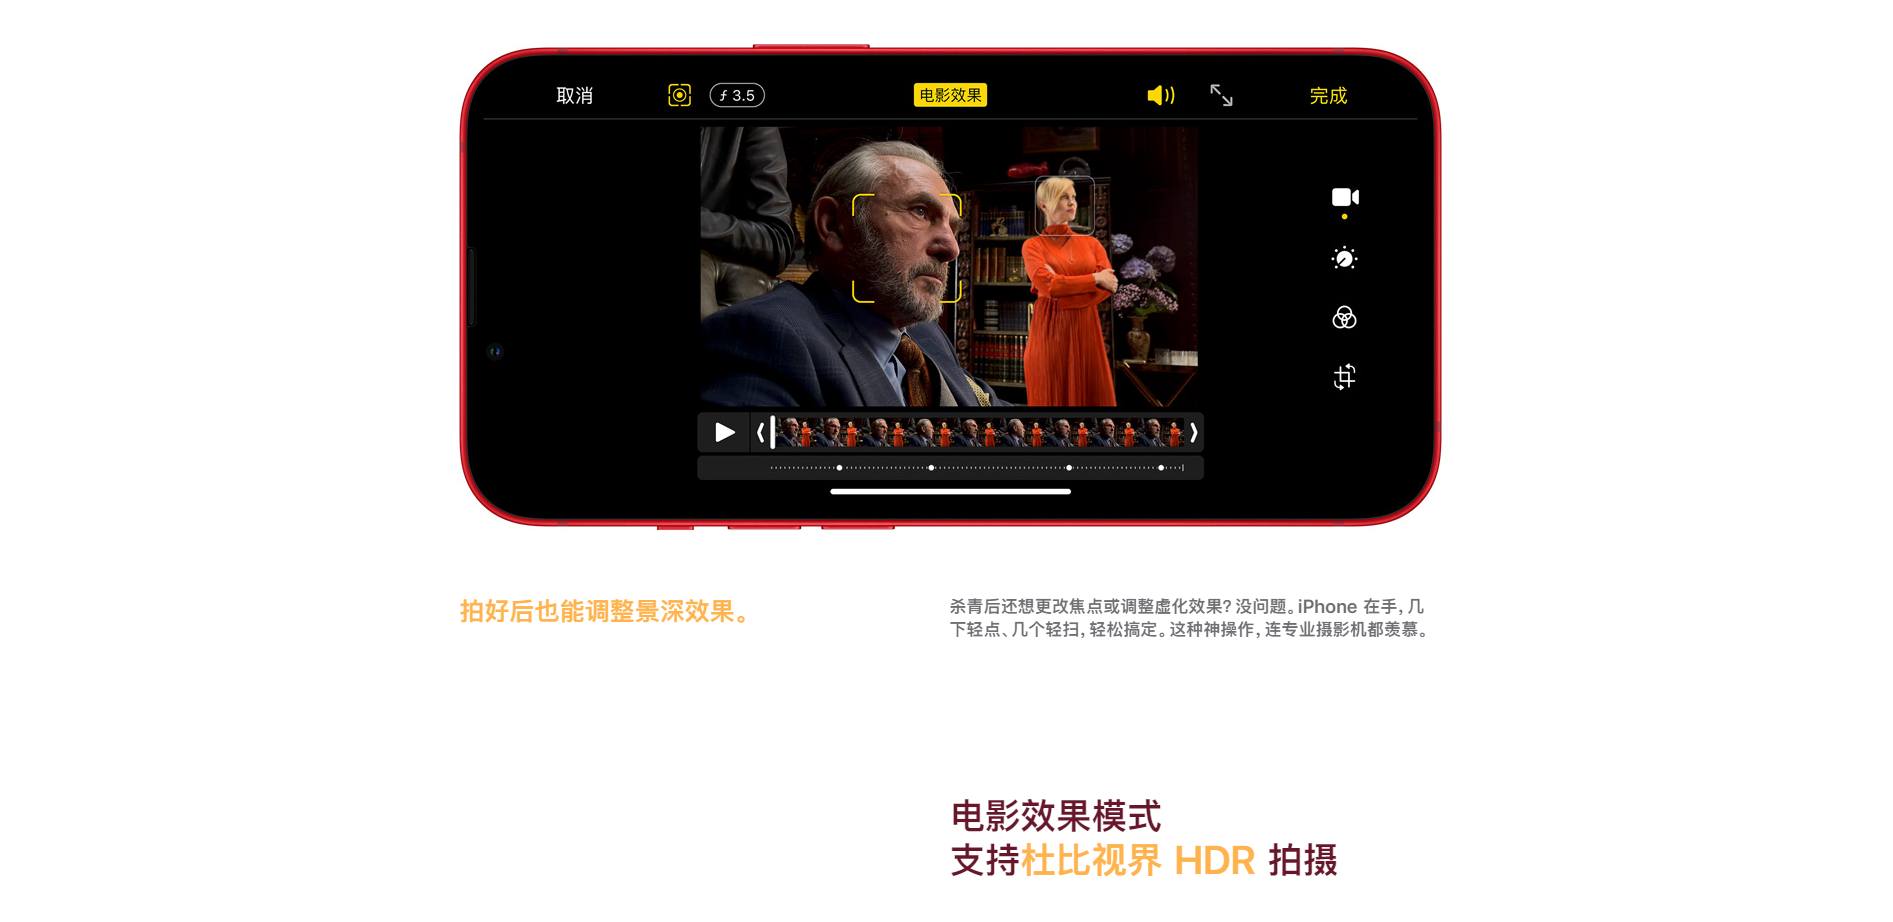 取消 ƒ 3.5 电影效果 完成
拍好后也能调整景深效果。
杀青后还想更改焦点或调整虚化效果？没问题。iPhone 在手，几
下轻点、几个轻扫，轻松搞定。这种神操作，连专业摄影机都羡慕。
电影效果模式
支持杜比视界 HDR 拍摄